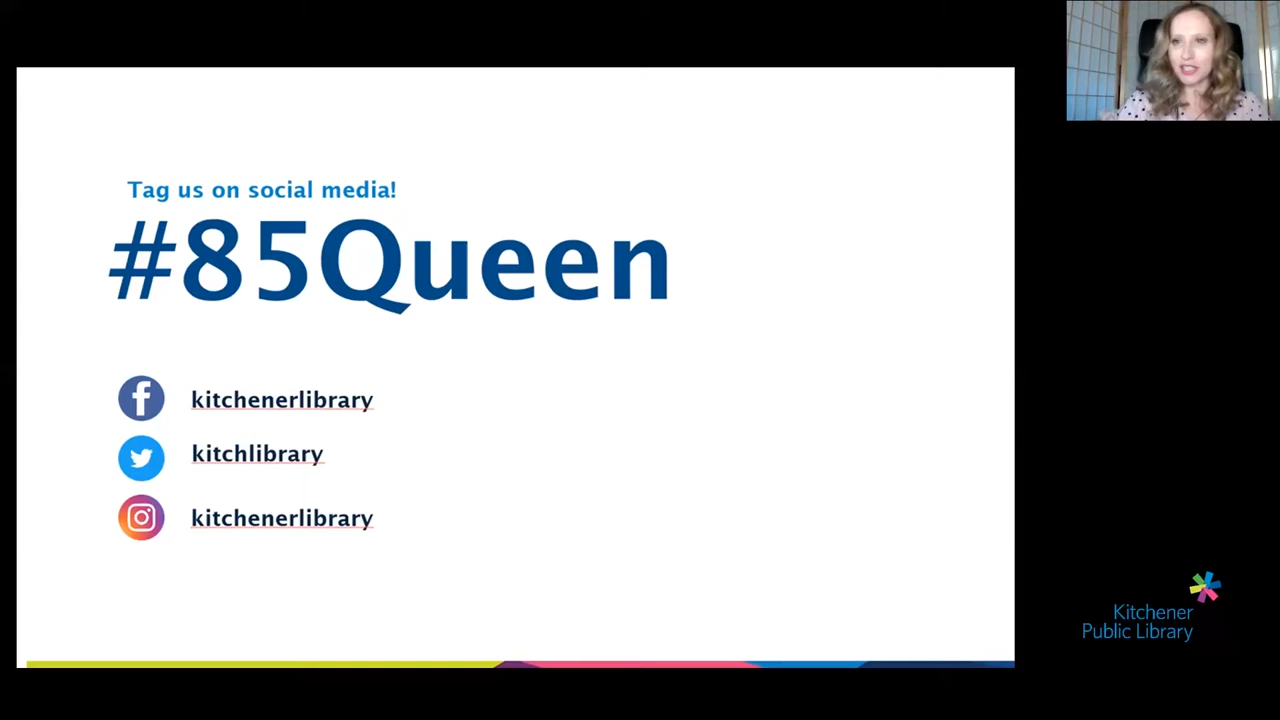 Tag us on social media!
#85Queen
kitchenerlibrary
kitchlibrary
kitchenerlibrary
Kitchener
Public Library